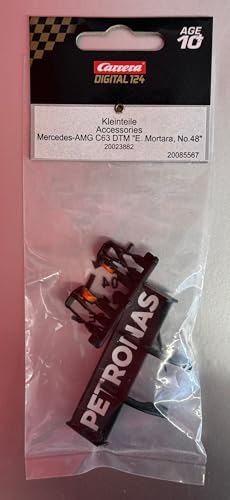 Carrera
DIGITAL 124
AGE
10
Kleinteile
Accessories
Mercedes-AMG C63 DTM "E. Mortara, No.48"
20023882
20085567
PETRONAS